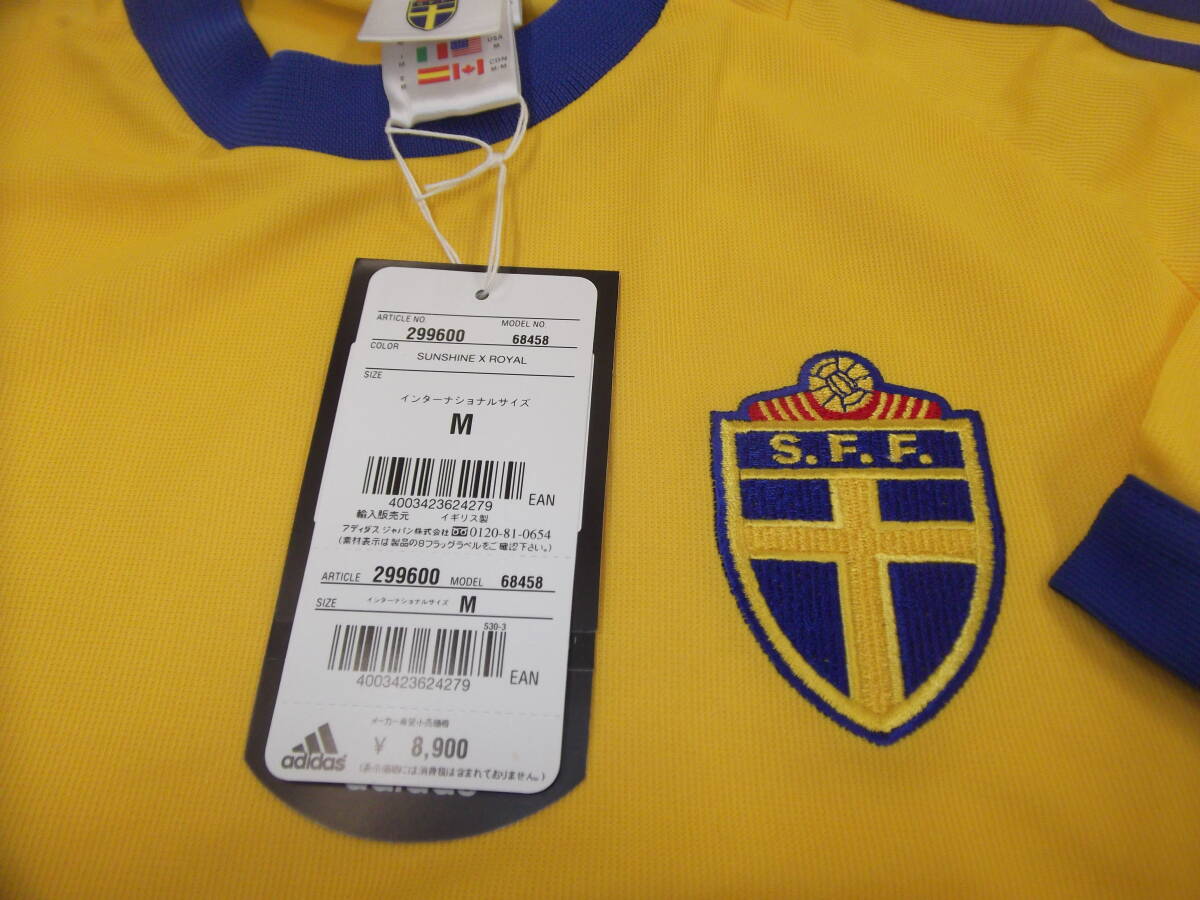 USA
M
CDN
M-M
ARTICLE NO.
MODEL NO.
299600
68458
COLOR
SUNSHINE X ROYAL
SIZE
インターナショナルサイズ
M
4003423624279
EAN
輸入販売元 イギリス製
アディダス ジャパン株式会社 0120-81-0654
(素材表示は製品の8フラッグラベルをご確認下さい。)
ARTICLE 299600 MODEL 68458
SIZE インターナショナルサイズ M
S30-3
4003423624279
EAN
メーカー希望小売価格
¥ 8,900
adidas
(表示価格には消費税は含まれておりません。)
S.F.F.